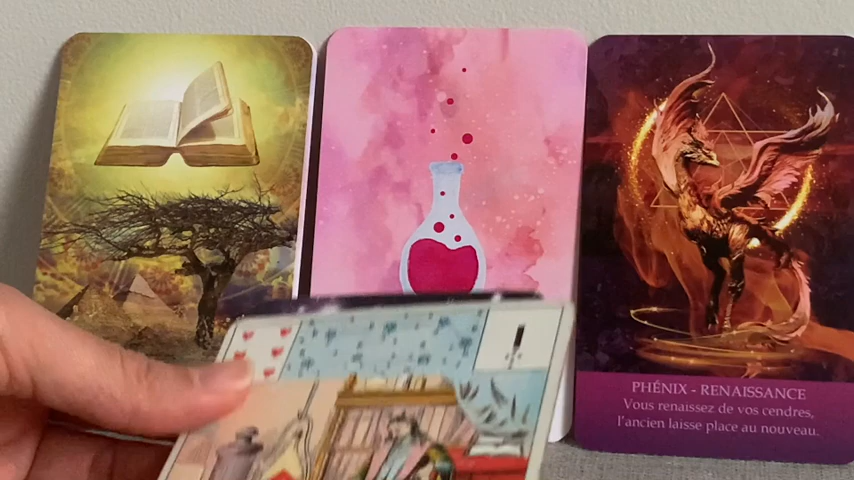 PHÉNIX - RENAISSANCE
Vous renaissez de vos cendres,
l'ancien laisse place au nouveau.